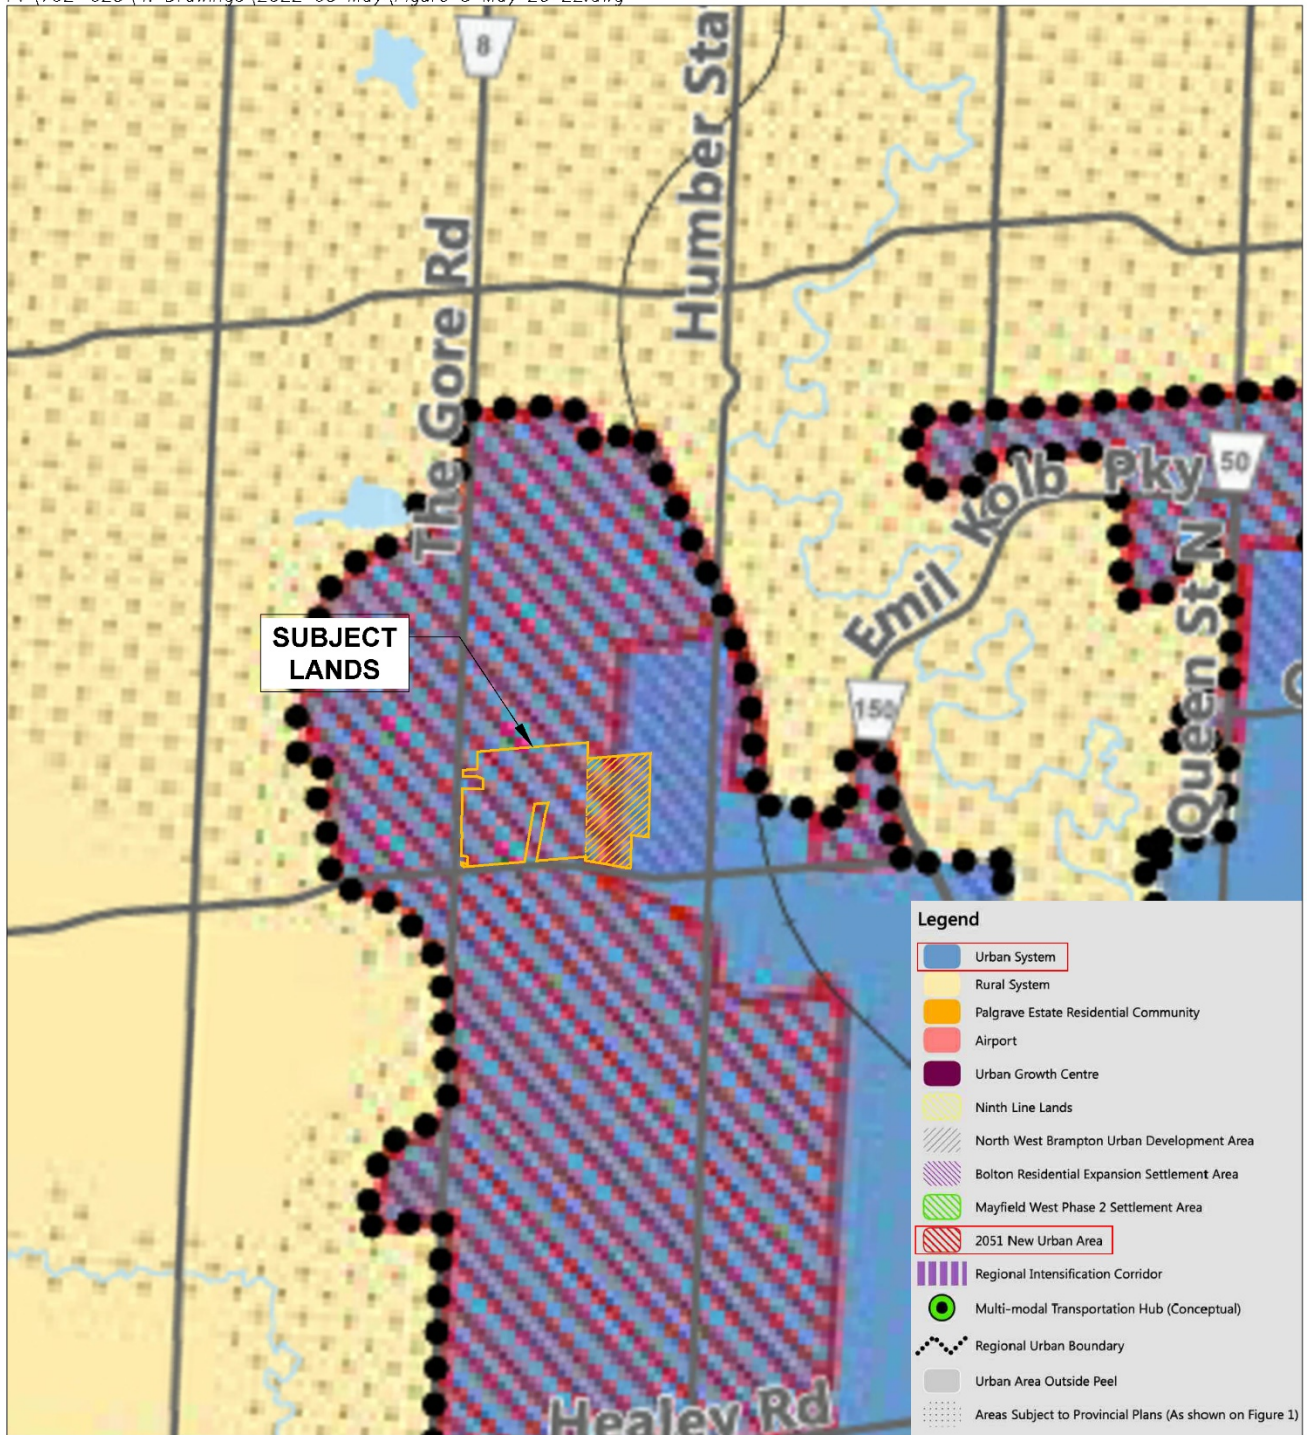 8
Humber Sta
The Gore Rd
Kolb Pky
50
Emil
Queen St N
SUBJECT
LANDS
150
Healey Rd
Legend
Urban System
Rural System
Palgrave Estate Residential Community
Airport
Urban Growth Centre
Ninth Line Lands
North West Brampton Urban Development Area
Bolton Residential Expansion Settlement Area
Mayfield West Phase 2 Settlement Area
2051 New Urban Area
Regional Intensification Corridor
Multi-modal Transportation Hub (Conceptual)
Regional Urban Boundary
Urban Area Outside Peel
Areas Subject to Provincial Plans (As shown on Figure 1)